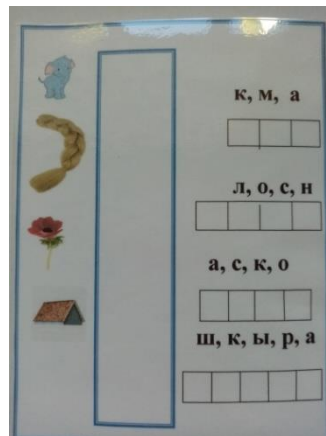 к, м, а
л, о, с, н
а, с, к, о
ш, к, ы, р, а